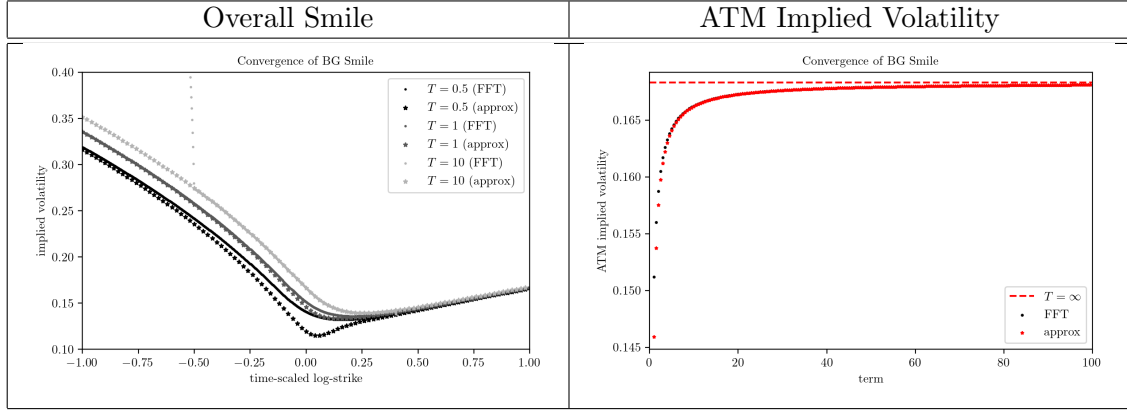 Overall Smile
ATM Implied Volatility
Convergence of BG Smile
0.40
0.35
0.30
0.25
0.20
0.15
0.10
implied volatility
T = 0.5 (FFT)
T = 0.5 (approx)
T = 1 (FFT)
T = 1 (approx)
T = 10 (FFT)
T = 10 (approx)
−1.00 −0.75 −0.50 −0.25 0.00 0.25 0.50 0.75 1.00
time-scaled log-strike
Convergence of BG Smile
0.165
0.160
0.155
0.150
0.145
ATM implied volatility
T = ∞
FFT
approx
0 20 40 60 80 100
term